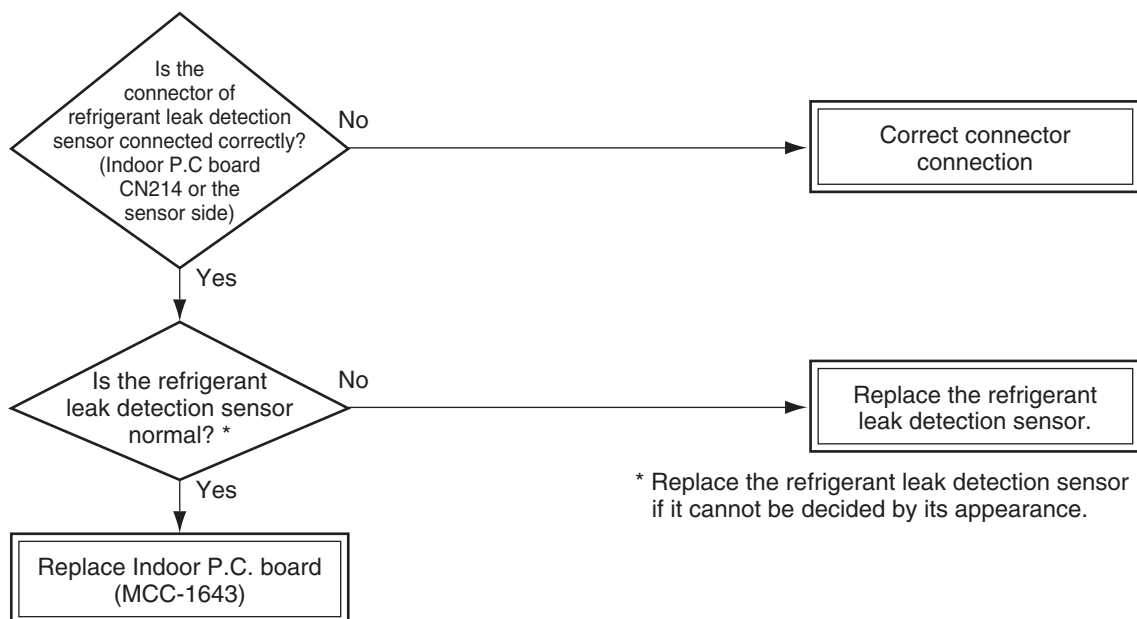 Is the
connector of
refrigerant leak detection
sensor connected correctly?
(Indoor P.C board
CN214 or the
sensor side)
No
Correct connector
connection
Yes
Is the refrigerant
leak detection sensor
normal? *
No
Replace the refrigerant
leak detection sensor.
* Replace the refrigerant leak detection sensor
if it cannot be decided by its appearance.
Yes
Replace Indoor P.C. board
(MCC-1643)